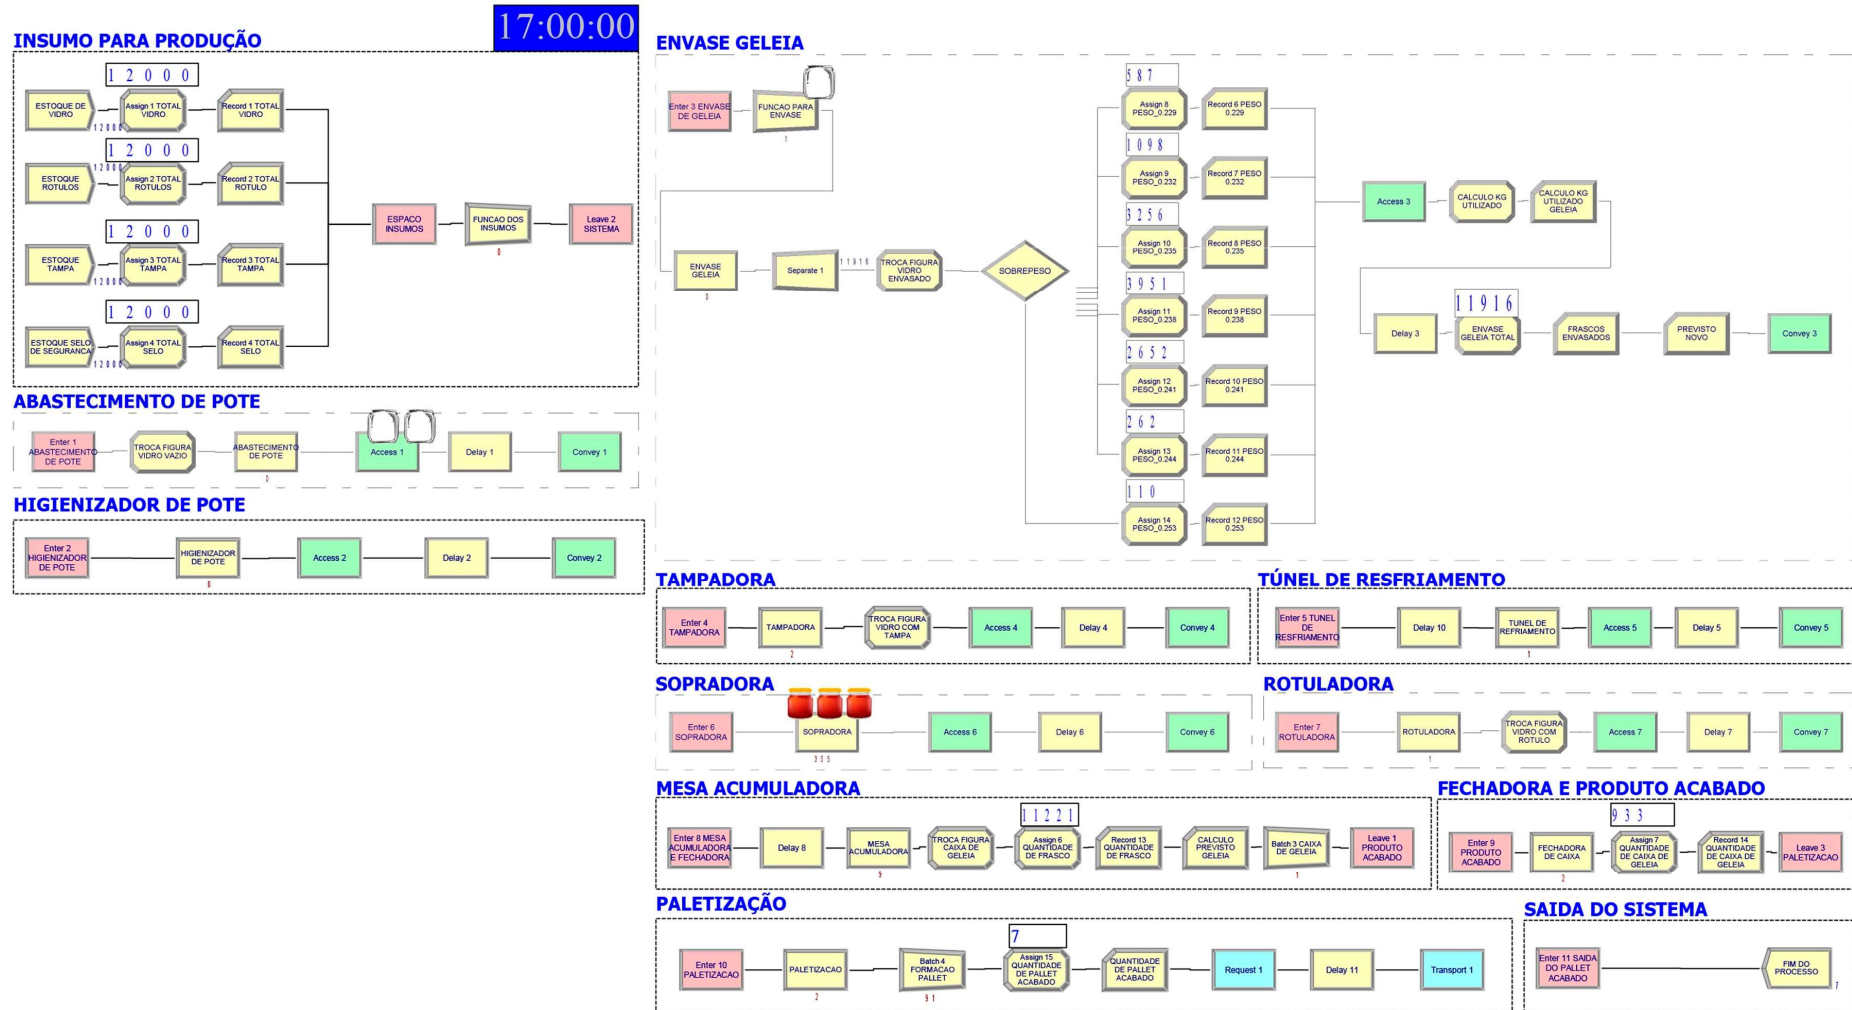 17:00:00
INSUMO PARA PRODUÇÃO
12000
ESTOQUE DE
VIDRO
12000
Assign 1 TOTAL
VIDRO
Record 1 TOTAL
VIDRO
12000
ESTOQUE
ROTULOS
12000
Assign 2 TOTAL
ROTULOS
Record 2 TOTAL
ROTULO
12000
ESTOQUE
TAMPA
12000
Assign 3 TOTAL
TAMPA
Record 3 TOTAL
TAMPA
12000
ESTOQUE SELO
DE SEGURANCA
12000
Assign 4 TOTAL
SELO
Record 4 TOTAL
SELO
ESPACO
INSUMOS
FUNCAO DOS
INSUMOS
0
Leave 2
SISTEMA
ABASTECIMENTO DE POTE
Enter 1
ABASTECIMENTO
DE POTE
TROCA FIGURA
VIDRO VAZIO
ABASTECIMENTO
DE POTE
Access 1
Delay 1
Convey 1
HIGIENIZADOR DE POTE
Enter 2
HIGIENIZADOR
DE POTE
HIGIENIZADOR
DE POTE
Access 2
Delay 2
Convey 2
ENVASE GELEIA
Enter 3 ENVASE
DE GELEIA
FUNCAO PARA
ENVASE
1
ENVASE
GELEIA
Separate 1
11916
TROCA FIGURA
VIDRO
ENVASADO
SOBREPESO
587
Assign 8
PESO_0.229
Record 6 PESO
0.229
1098
Assign 9
PESO_0.232
Record 7 PESO
0.232
3256
Assign 10
PESO_0.235
Record 8 PESO
0.235
3951
Assign 11
PESO_0.238
Record 9 PESO
0.238
2652
Assign 12
PESO_0.241
Record 10 PESO
0.241
262
Assign 13
PESO_0.244
Record 11 PESO
0.244
110
Assign 14
PESO_0.253
Record 12 PESO
0.253
Access 3
CALCULO KG
UTILIZADO
CALCULO KG
UTILIZADO
GELEIA
Delay 3
11916
ENVASE
GELEIA TOTAL
FRASCOS
ENVASADOS
PREVISTO
NOVO
Convey 3
TAMPADORA
Enter 4
TAMPADORA
TAMPADORA
2
TROCA FIGURA
VIDRO COM
TAMPA
Access 4
Delay 4
Convey 4
TÚNEL DE RESFRIAMENTO
Enter 5 TUNEL
DE
RESFRIAMENTO
Delay 10
TUNEL DE
REFRIAMENTO
1
Access 5
Delay 5
Convey 5
SOPRADORA
Enter 6
SOPRADORA
SOPRADORA
355
Access 6
Delay 6
Convey 6
ROTULADORA
Enter 7
ROTULADORA
ROTULADORA
1
TROCA FIGURA
VIDRO COM
ROTULO
Access 7
Delay 7
Convey 7
MESA ACUMULADORA
Enter 8 MESA
ACUMULADORA
E FECHADORA
Delay 8
MESA
ACUMULADORA
TROCA FIGURA
CAIXA DE
GELEIA
11221
Assign 6
QUANTIDADE
DE FRASCO
Record 13
QUANTIDADE
DE FRASCO
CALCULO
PREVISTO
GELEIA
Batch 3 CAIXA
DE GELEIA
1
Leave 1
PRODUTO
ACABADO
FECHADORA E PRODUTO ACABADO
Enter 9
PRODUTO
ACABADO
FECHADORA
DE CAIXA
2
933
Assign 7
QUANTIDADE
DE CAIXA DE
GELEIA
Record 14
QUANTIDADE
DE CAIXA DE
GELEIA
Leave 3
PALETIZACAO
PALETIZAÇÃO
Enter 10
PALETIZACAO
PALETIZACAO
2
Batch 4
FORMACAO
PALLET
91
7
Assign 15
QUANTIDADE
DE PALLET
ACABADO
QUANTIDADE
DE PALLET
ACABADO
Request 1
Delay 11
Transport 1
SAIDA DO SISTEMA
Enter 11 SAIDA
DO PALLET
ACABADO
FIM DO
PROCESSO
7